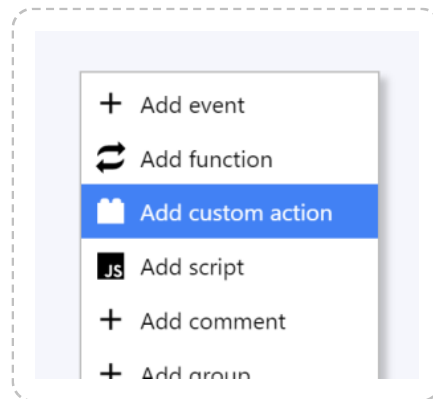 Add event
Add function
Add custom action
JS Add script
Add comment
Add group